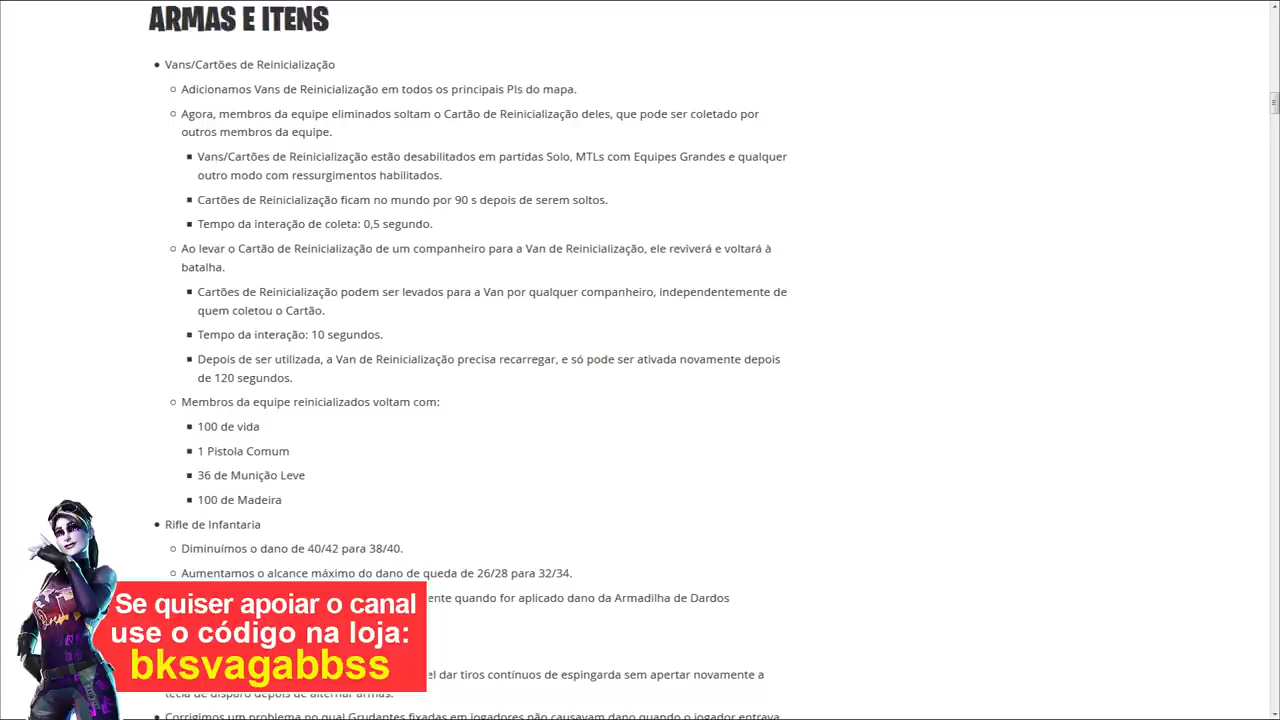 ARMAS E ITENS
• Vans/Cartões de Reinicialização
○ Adicionamos Vans de Reinicialização em todos os principais PIs do mapa.
○ Agora, membros da equipe eliminados soltam o Cartão de Reinicialização deles, que pode ser coletado por
outros membros da equipe.
▪ Vans/Cartões de Reinicialização estão desabilitados em partidas Solo, MTLs com Equipes Grandes e qualquer
outro modo com ressurgimentos habilitados.
▪ Cartões de Reinicialização ficam no mundo por 90 s depois de serem soltos.
▪ Tempo da interação de coleta: 0,5 segundo.
○ Ao levar o Cartão de Reinicialização de um companheiro para a Van de Reinicialização, ele reviverá e voltará à
batalha.
▪ Cartões de Reinicialização podem ser levados para a Van por qualquer companheiro, independentemente de
quem coletou o Cartão.
▪ Tempo da interação: 10 segundos.
▪ Depois de ser utilizada, a Van de Reinicialização precisa recarregar, e só pode ser ativada novamente depois
de 120 segundos.
○ Membros da equipe reinicializados voltam com:
▪ 100 de vida
▪ 1 Pistola Comum
▪ 36 de Munição Leve
▪ 100 de Madeira
• Rifle de Infantaria
○ Diminuímos o dano de 40/42 para 38/40.
○ Aumentamos o alcance máximo do dano de queda de 26/28 para 32/34.
ente quando for aplicado dano da Armadilha de Dardos
Se quiser apoiar o canal
use o código na loja:
bksvagabbss
el dar tiros contínuos de espingarda sem apertar novamente a
tecla de disparo depois de alternar armas.
• Corrigimos um problema no qual Grudantes fixadas em jogadores não causavam dano quando o jogador entrava